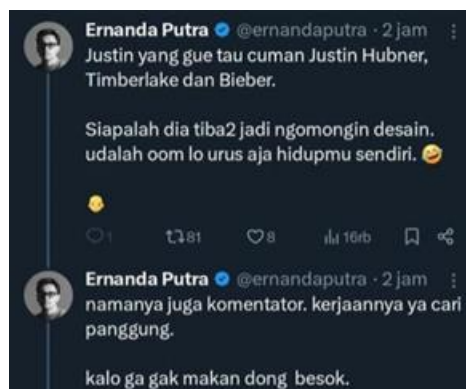 Ernanda Putra @ernandaputra · 2 jam
Justin yang gue tau cuman Justin Hubner,
Timberlake dan Bieber.
Siapalah dia tiba2 jadi ngomongin desain.
udalah oom lo urus aja hidupmu sendiri. 🤣
👴
1 81 8 16rb
Ernanda Putra @ernandaputra · 2 jam
namanya juga komentator. kerjaannya ya cari
panggung.
kalo ga gak makan dong besok.